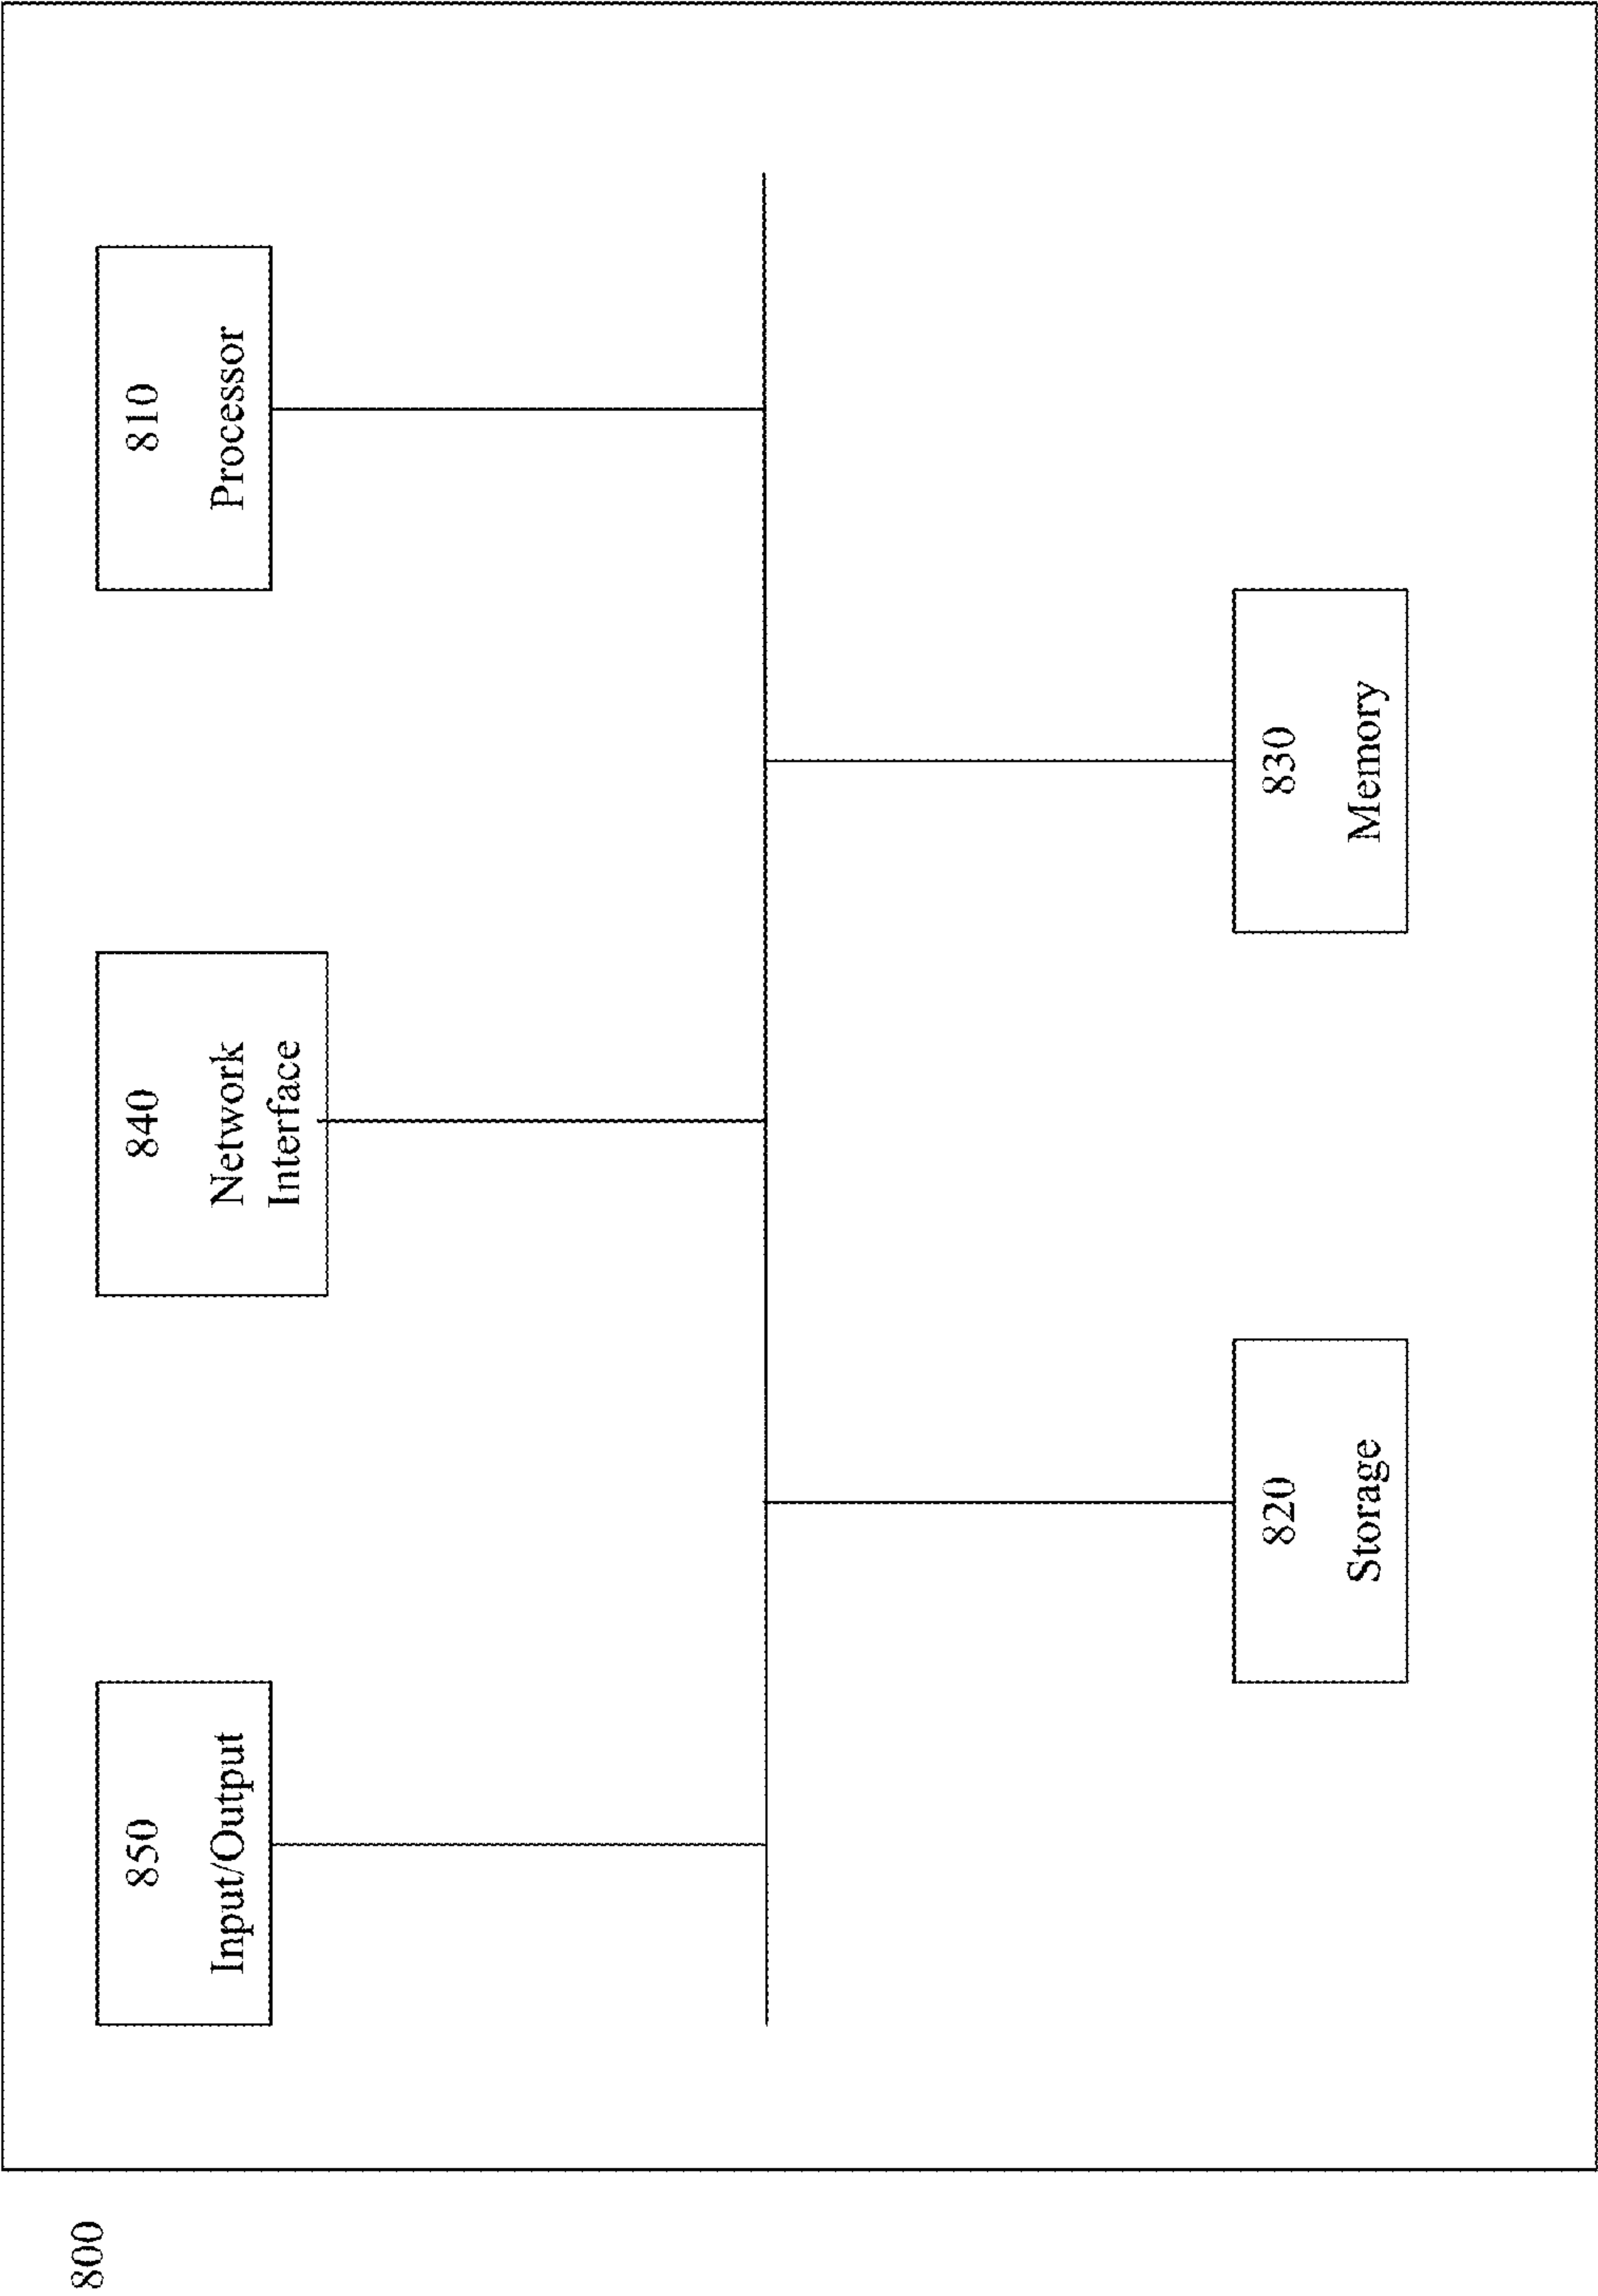 800
850
Input/Output
840
Network
Interface
810
Processor
820
Storage
830
Memory